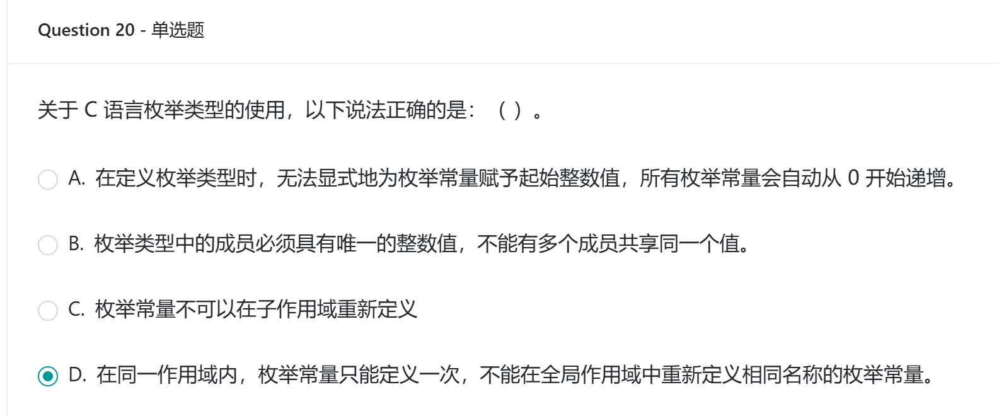 Question 20 - 单选题
关于 C 语言枚举类型的使用，以下说法正确的是：（ ）。
A. 在定义枚举类型时，无法显式地为枚举常量赋予起始整数值，所有枚举常量会自动从 0 开始递增。
B. 枚举类型中的成员必须具有唯一的整数值，不能有多个成员共享同一个值。
C. 枚举常量不可以在子作用域重新定义
D. 在同一作用域内，枚举常量只能定义一次，不能在全局作用域中重新定义相同名称的枚举常量。